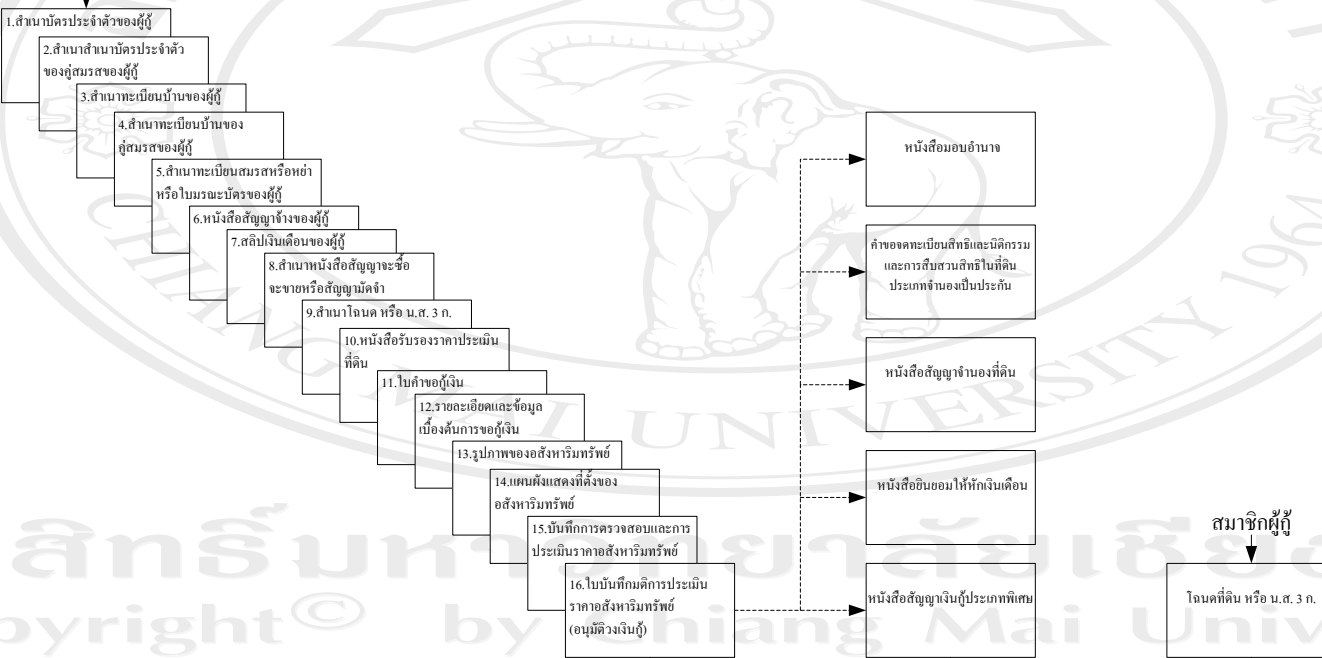 1.สำเนาบัตรประจำตัวของผู้กู้
2.สำเนาสำเนาบัตรประจำตัว
ของคู่สมรสของผู้กู้
3.สำเนาทะเบียนบ้านของผู้กู้
4.สำเนาทะเบียนบ้านของ
คู่สมรสของผู้กู้
5.สำเนาทะเบียนสมรสหรือหย่า
หรือใบมรณะบัตรของผู้กู้
6.หนังสือสัญญาจ้างของผู้กู้
7.สลิปเงินเดือนของผู้กู้
8.สำเนาหนังสือสัญญาจะซื้อ
จะขายหรือสัญญามัดจำ
9.สำเนาโฉนด หรือ น.ส. 3 ก.
10.หนังสือรับรองราคาประเมิน
ที่ดิน
11.ใบคำขอกู้เงิน
12.รายละเอียดและข้อมูล
เบื้องต้นการขอกู้เงิน
13.รูปภาพของอสังหาริมทรัพย์
14.แผนผังแสดงที่ตั้งของ
อสังหาริมทรัพย์
15.บันทึกการตรวจสอบและการ
ประเมินราคาอสังหาริมทรัพย์
16.ใบบันทึกมติการประเมิน
ราคาอสังหาริมทรัพย์
(อนุมัติวงเงินกู้)
หนังสือมอบอำนาจ
คำขอจดทะเบียนสิทธิและนิติกรรม
และการสืบสวนสิทธิในที่ดิน
ประเภทจำนองเป็นประกัน
หนังสือสัญญาจำนองที่ดิน
หนังสือยินยอมให้หักเงินเดือน
หนังสือสัญญาเงินกู้ประเภทพิเศษ
สมาชิกผู้กู้
โฉนดที่ดิน หรือ น.ส. 3 ก.
CHIANG MAI UNIVERSITY 1964
สิทธิ์มหาวิทยาลัยเชียง
pyright© by Chiang Mai Univ